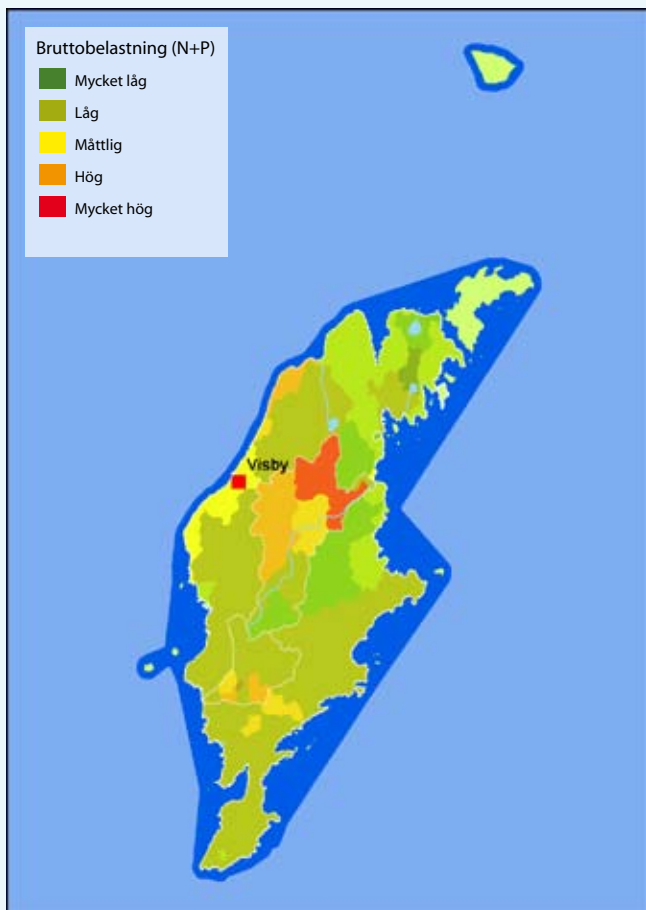 Bruttobelastning (N+P)
Mycket låg
Låg
Måttlig
Hög
Mycket hög
Visby